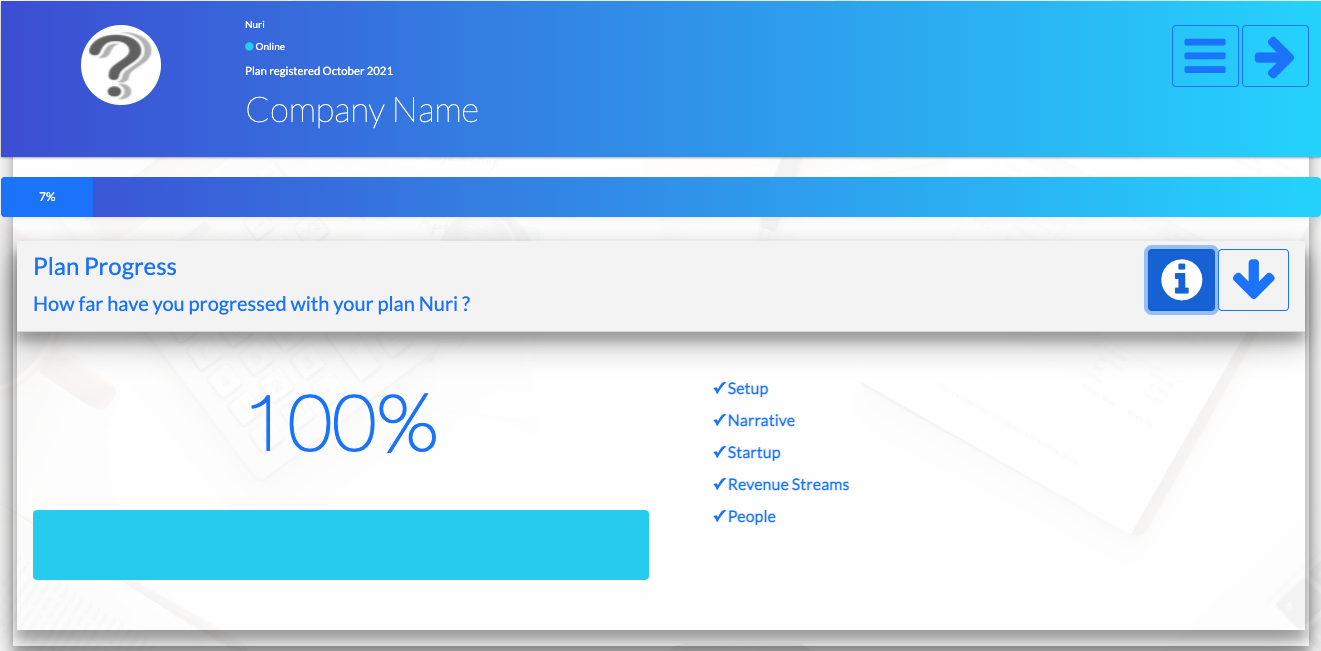 Nuri
Online
Plan registered October 2021
Company Name
7%
Plan Progress
How far have you progressed with your plan Nuri ?
100%
✓Setup
✓Narrative
✓Startup
✓Revenue Streams
✓People